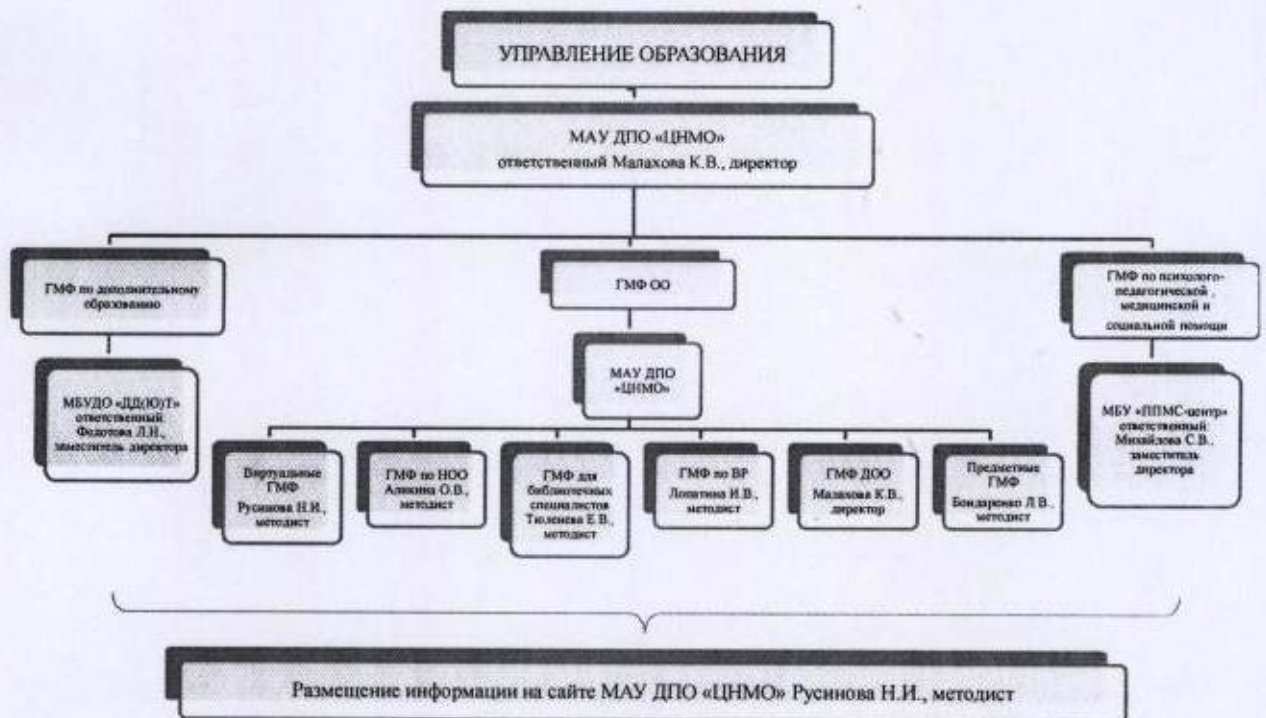 УПРАВЛЕНИЕ ОБРАЗОВАНИЯ
МАУ ДПО «ЦНМО»
ответственный Малахова К.В., директор
ГМФ по дополнительному
образованию
ГМФ ОО
ГМФ по психолого-
педагогической ,
медицинской и
социальной помощи
МБУДО «ДД(Ю)Т»
ответственный
Федотова Л.Н.,
заместитель директора
МАУ ДПО
«ЦНМО»
МБУ «ППМС-центр»
ответственный
Михайлова С.В.,
заместитель
директора
Виртуальные
ГМФ
Русинова Н.И.,
методист
ГМФ по НОО
Аликина О.В.,
методист
ГМФ для
библиотечных
специалистов
Тюленева Е.В.,
методист
ГМФ по ВР
Лопатина И.В.,
методист
ГМФ ДОО
Малахова К.В.,
директор
Предметные
ГМФ
Бондаренко Л.В.,
методист
Размещение информации на сайте МАУ ДПО «ЦНМО» Русинова Н.И., методист